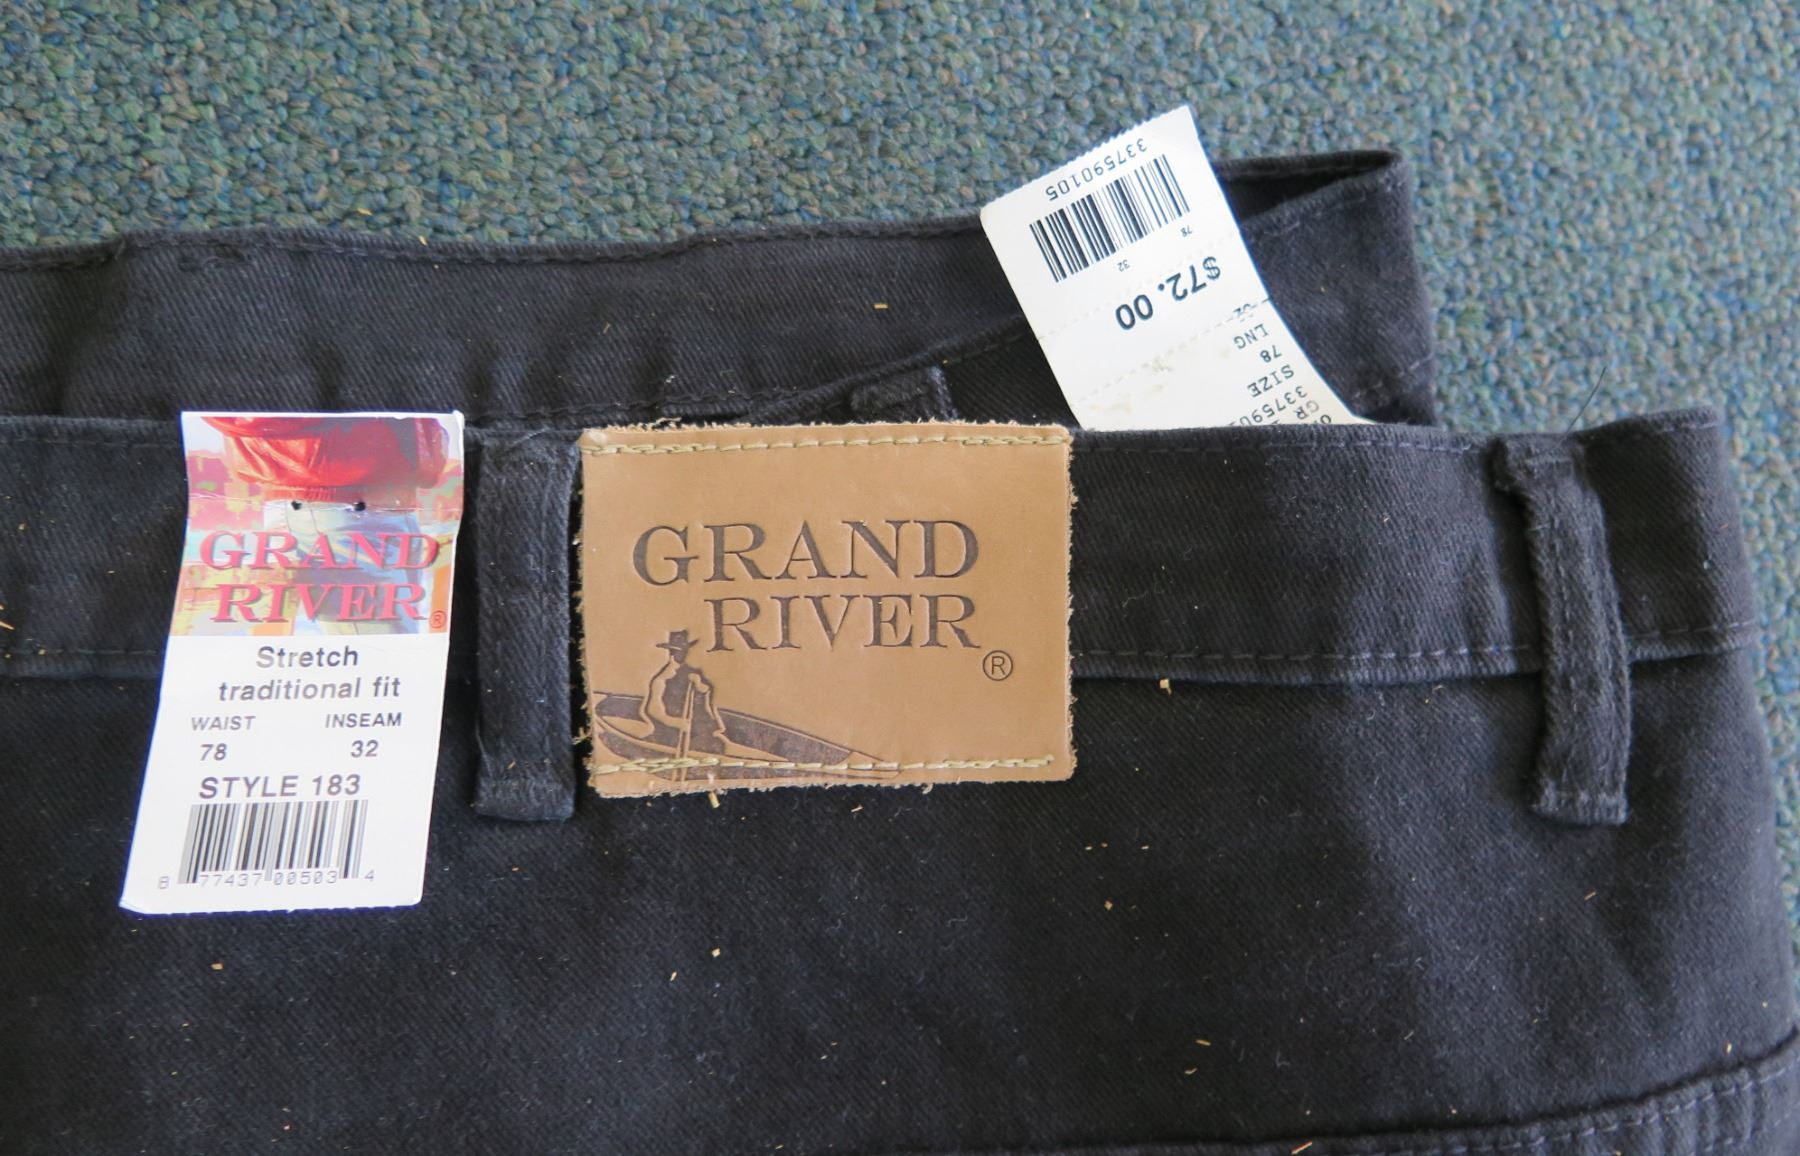 GRAND
RIVER®
Stretch
traditional fit
WAIST INSEAM
78 32
STYLE 183
8 77437 00503 4
GRAND
RIVER
®
337590105
78 32
$72.00
LNG
78
SIZE
GR